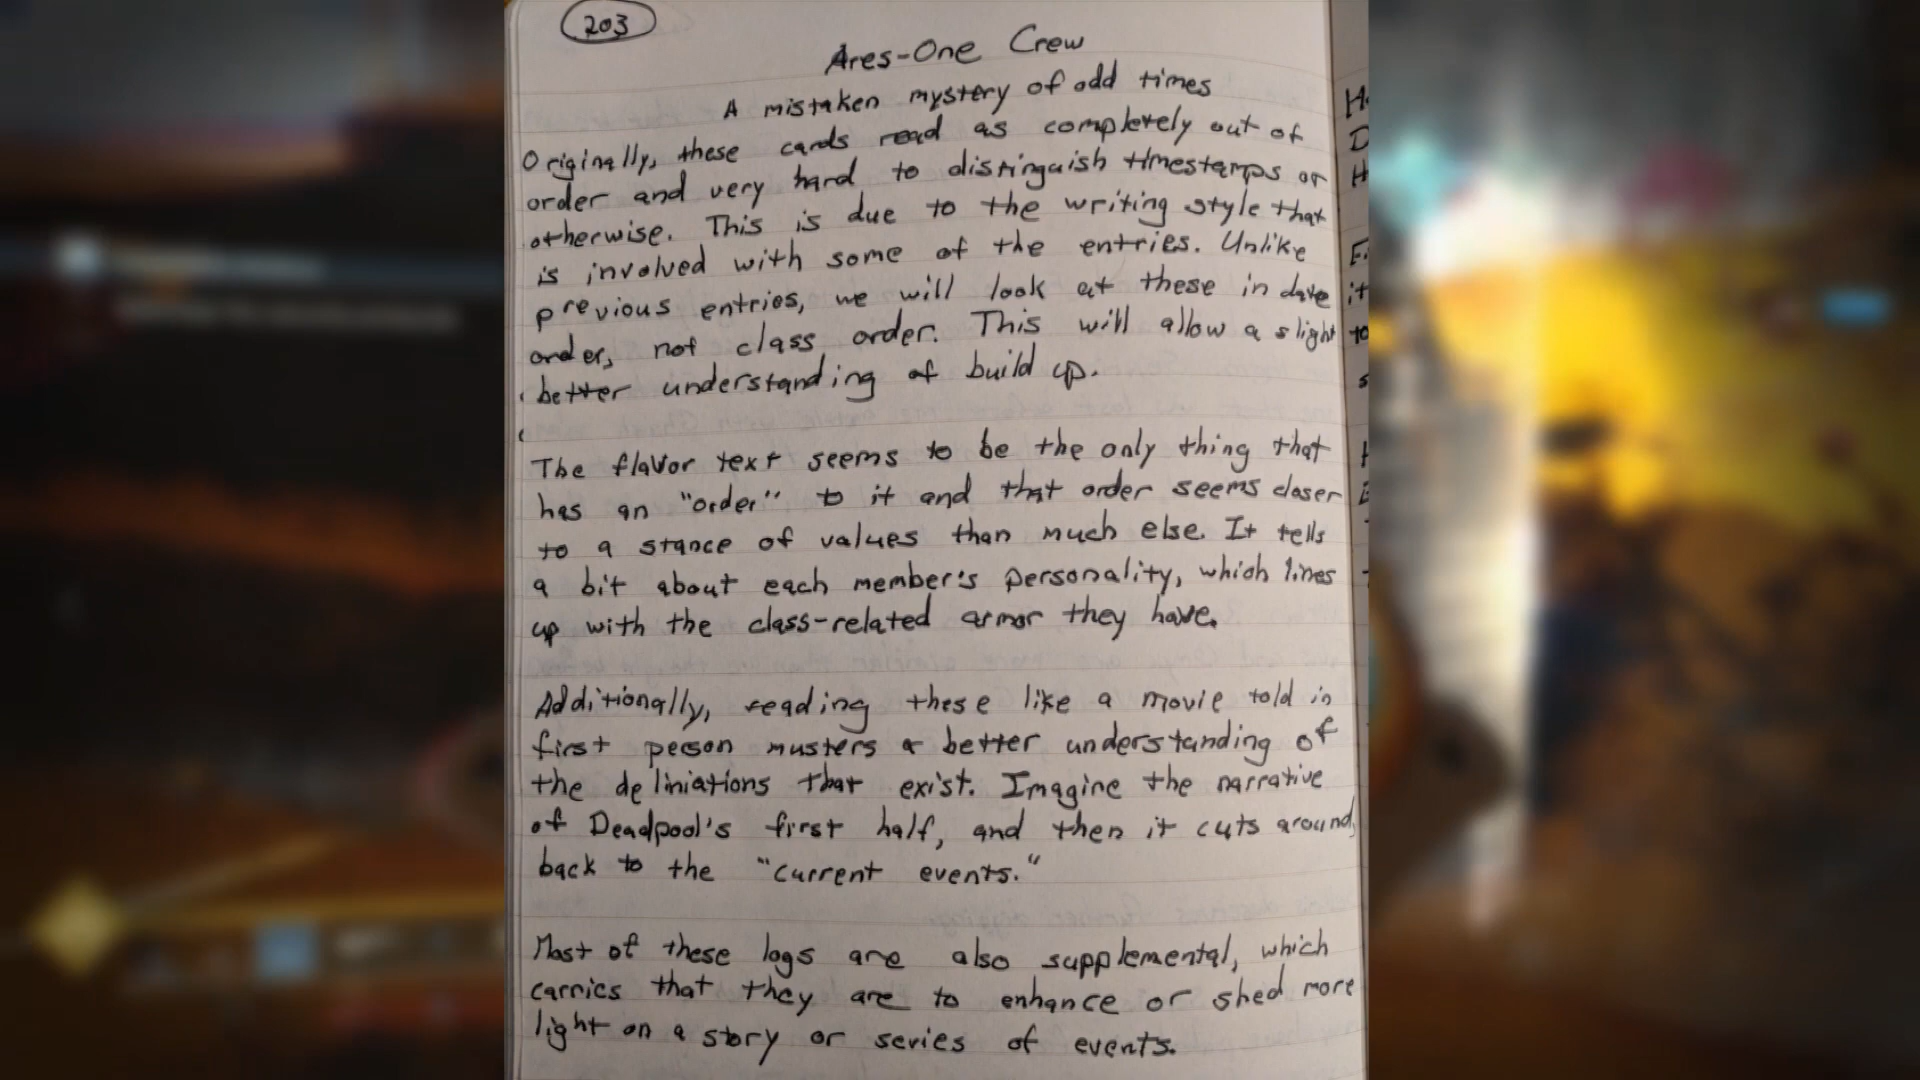 203
Ares-One Crew
A mistaken mystery of odd times
Originally, these cards read as completely out of
order and very hard to distinguish timestamps or
otherwise. This is due to the writing style that
is involved with some of the entries. Unlike
previous entries, we will look at these in date
order, not class order. This will allow a slight
better understanding of build up.
The flavor text seems to be the only thing that
has an "order" to it and that order seems closer
to a stance of values than much else. It tells
a bit about each member's personality, which lines
up with the class-related armor they have.
Additionally, reading these like a movie told in
first person musters a better understanding of
the deliniations that exist. Imagine the narrative
of Deadpool's first half, and then it cuts around
back to the "current events."
Most of these logs are also supplemental, which
carries that they are to enhance or shed more
light on a story or series of events.